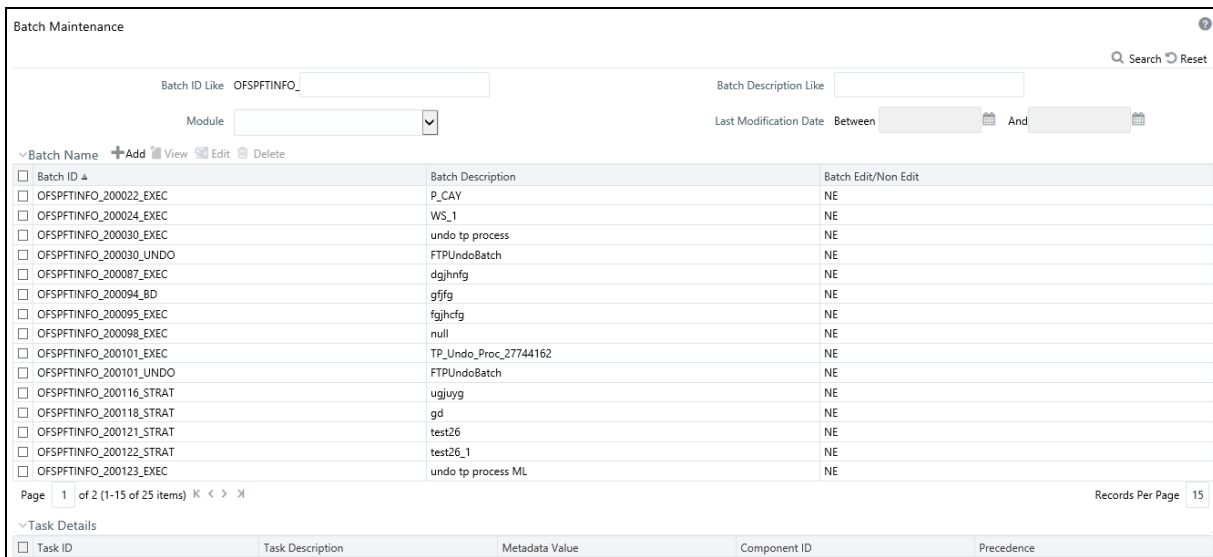 Batch Maintenance
Search Reset
Batch ID Like OFSPFTINFO_ Batch Description Like
Module Last Modification Date Between And
Batch Name Add View Edit Delete
Batch ID Batch Description Batch Edit/Non Edit
OFSPFTINFO_200022_EXEC P_CAY NE
OFSPFTINFO_200024_EXEC WS_1 NE
OFSPFTINFO_200030_EXEC undo tp process NE
OFSPFTINFO_200030_UNDO FTPUndoBatch NE
OFSPFTINFO_200087_EXEC dgjhnfg NE
OFSPFTINFO_200094_BD gfjfg NE
OFSPFTINFO_200095_EXEC fgjhcfg NE
OFSPFTINFO_200098_EXEC null NE
OFSPFTINFO_200101_EXEC TP_Undo_Proc_27744162 NE
OFSPFTINFO_200101_UNDO FTPUndoBatch NE
OFSPFTINFO_200116_STRAT ugjuyg NE
OFSPFTINFO_200118_STRAT gd NE
OFSPFTINFO_200121_STRAT test26 NE
OFSPFTINFO_200122_STRAT test26_1 NE
OFSPFTINFO_200123_EXEC undo tp process ML NE
Page 1 of 2 (1-15 of 25 items) Records Per Page 15
Task Details
Task ID Task Description Metadata Value Component ID Precedence